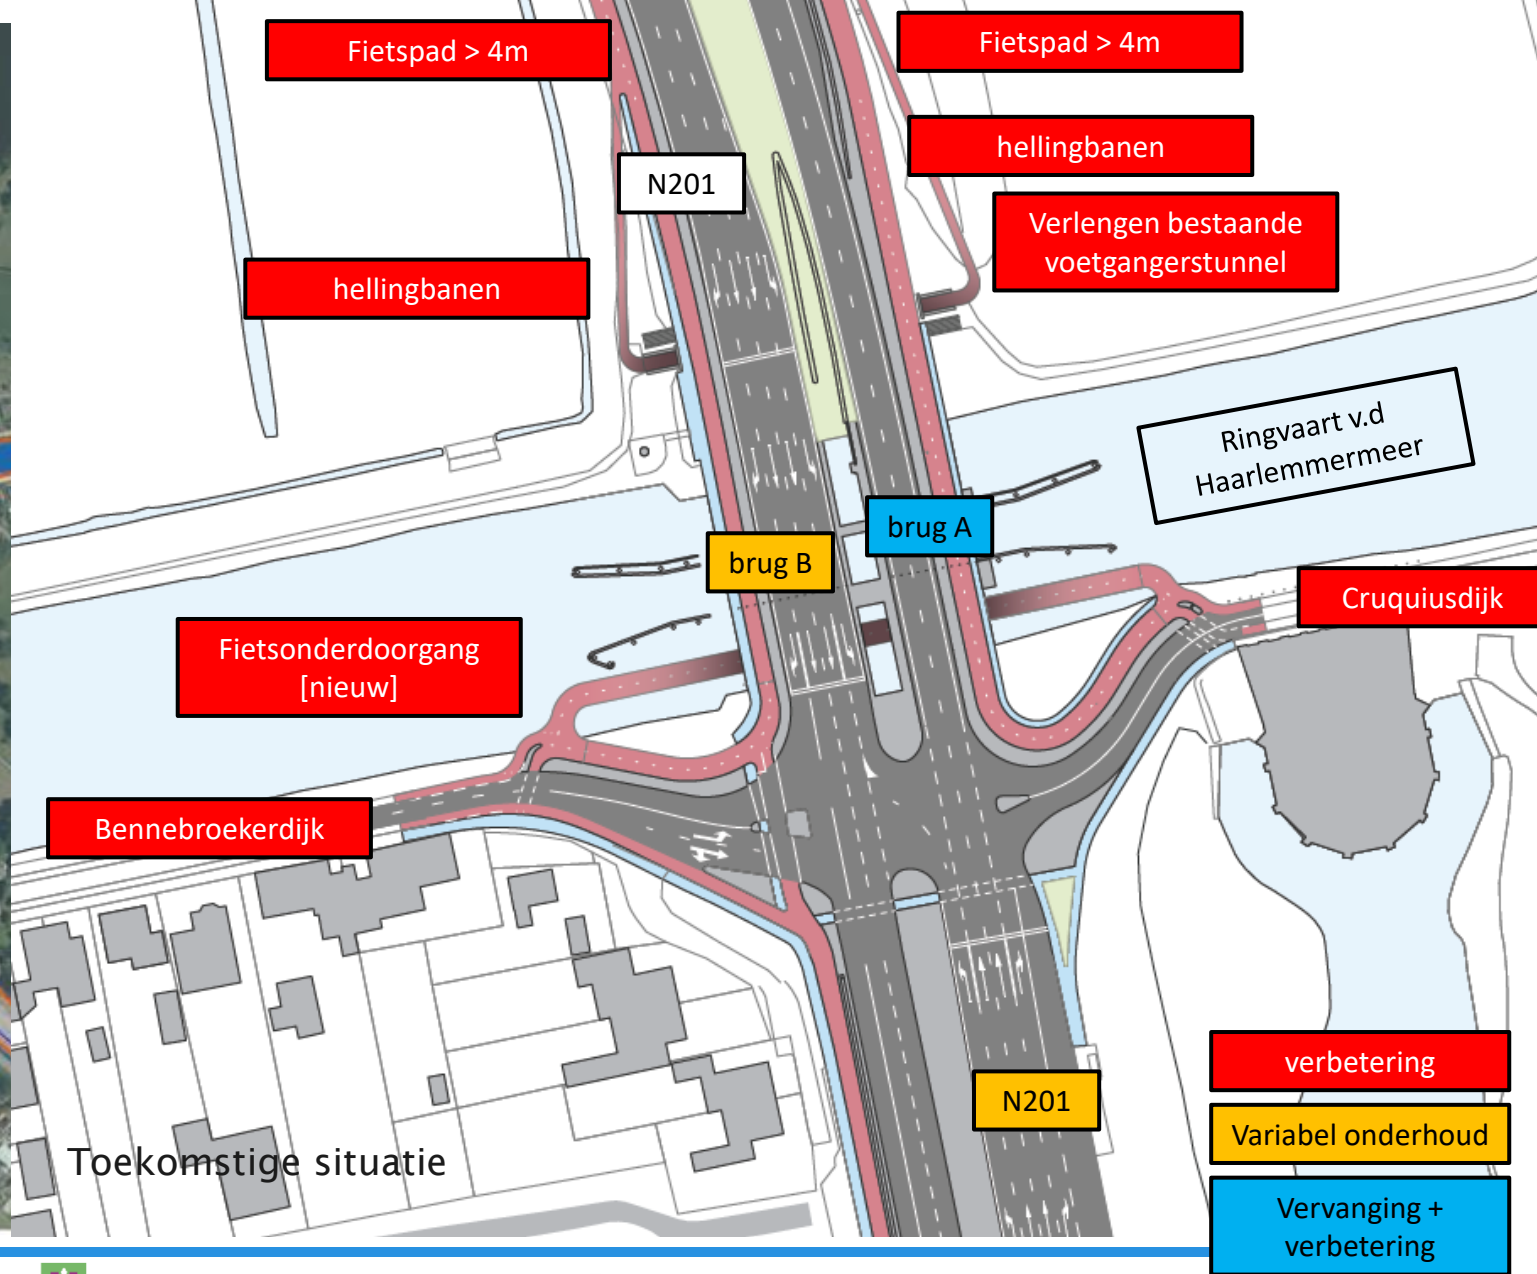 Fietspad > 4m
Fietspad > 4m
hellingbanen
N201
Verlengen bestaande
voetgangerstunnel
hellingbanen
Ringvaart v.d
Haarlemmermeer
brug A
brug B
Cruquiusdijk
Fietsonderdoorgang
[nieuw]
Bennebroekerdijk
N201
verbetering
Variabel onderhoud
Vervanging +
verbetering
Toekomstige situatie